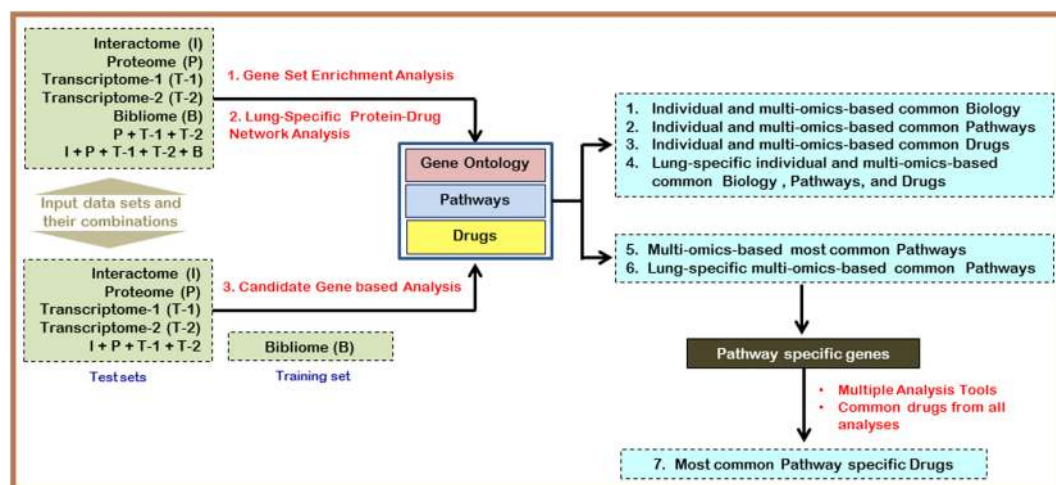 Interactome (I)
Proteome (P)
Transcriptome-1 (T-1)
Transcriptome-2 (T-2)
Bibliome (B)
P + T-1 + T-2
I + P + T-1 + T-2 + B
1. Gene Set Enrichment Analysis
2. Lung-Specific Protein-Drug
Network Analysis
Input data sets and
their combinations
Interactome (I)
Proteome (P)
Transcriptome-1 (T-1)
Transcriptome-2 (T-2)
I + P + T-1 + T-2
Test sets
3. Candidate Gene based Analysis
Bibliome (B)
Training set
Gene Ontology
Pathways
Drugs
1. Individual and multi-omics-based common Biology
2. Individual and multi-omics-based common Pathways
3. Individual and multi-omics-based common Drugs
4. Lung-specific individual and multi-omics-based
common Biology , Pathways, and Drugs
5. Multi-omics-based most common Pathways
6. Lung-specific multi-omics-based common Pathways
Pathway specific genes
• Multiple Analysis Tools
• Common drugs from all
analyses
7. Most common Pathway specific Drugs